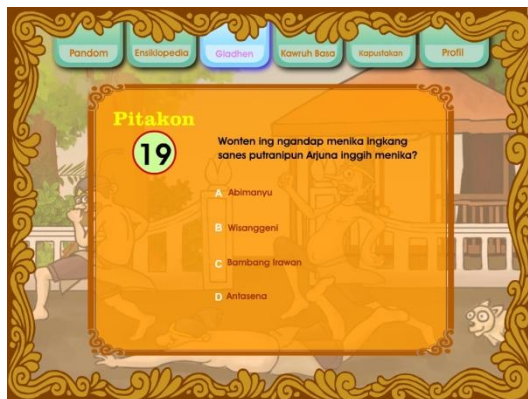 Pandom
Ensiklopedia
Gladhen
Kawruh Basa
Kapustakan
Profil
Pitakon
19
Wonten ing ngandap menika ingkang
sanes putranipun Arjuna inggih menika?
A Abimanyu
B Wisanggeni
C Bambang Irawan
D Antasena